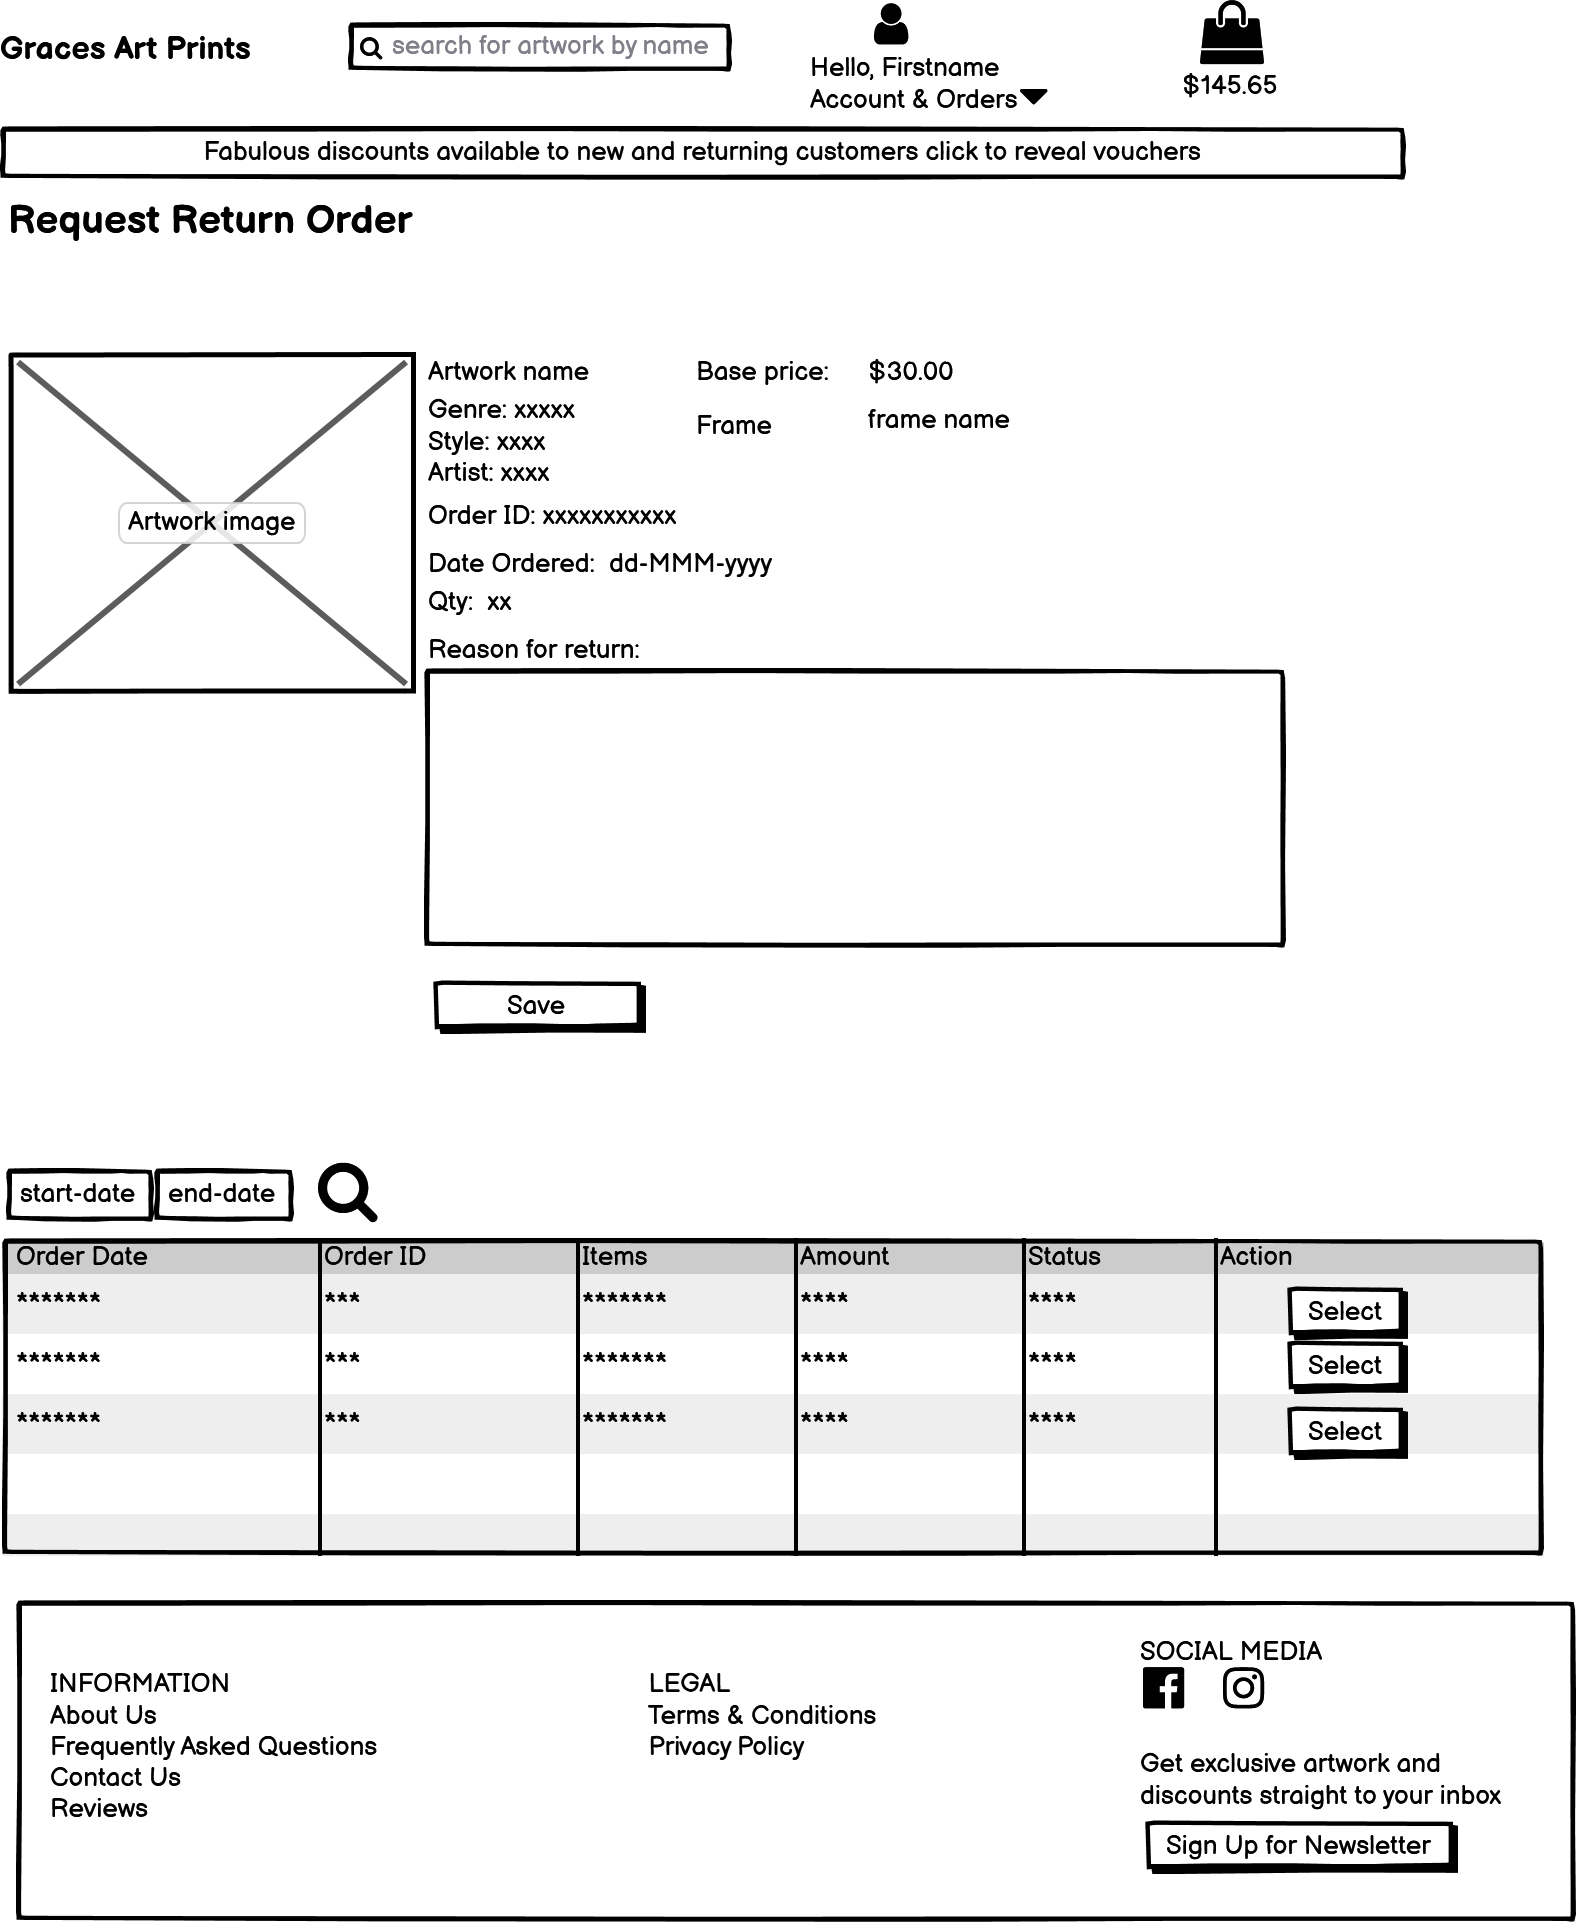 Graces Art Prints
search for artwork by name
Hello, Firstname
Account & Orders
$145.65
Fabulous discounts available to new and returning customers click to reveal vouchers
Request Return Order
Artwork image
Artwork name
Base price: $30.00
Genre: xxxxx
Frame frame name
Style: xxxx
Artist: xxxx
Order ID: xxxxxxxxxxx
Date Ordered: dd-MMM-yyyy
Qty: xx
Reason for return:
Save
start-date end-date
Order Date Order ID Items Amount Status Action
******* *** ******* **** **** Select
******* *** ******* **** **** Select
******* *** ******* **** **** Select
INFORMATION
About Us
Frequently Asked Questions
Contact Us
Reviews
LEGAL
Terms & Conditions
Privacy Policy
SOCIAL MEDIA
Get exclusive artwork and
discounts straight to your inbox
Sign Up for Newsletter